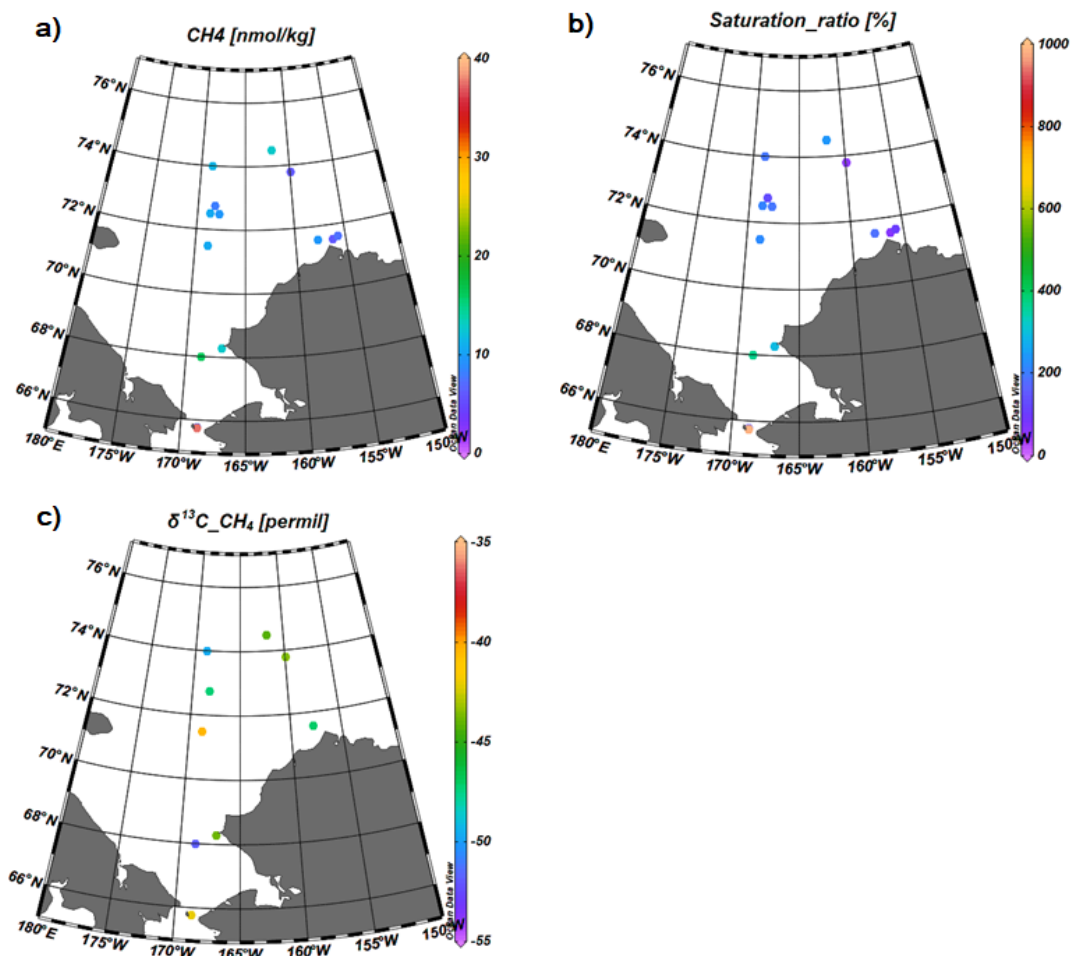 a)
CH4 [nmol/kg]
76°N
74°N
72°N
70°N
68°N
66°N
180°E
175°W
170°W
165°W
160°W
155°W
150°W
40
30
20
10
0
Ocean Data View
b)
Saturation_ratio [%]
76°N
74°N
72°N
70°N
68°N
66°N
180°E
175°W
170°W
165°W
160°W
155°W
150°W
1000
800
600
400
200
0
Ocean Data View
c)
δ¹³C_CH₄ [permil]
76°N
74°N
72°N
70°N
68°N
66°N
180°E
175°W
170°W
165°W
160°W
155°W
150°W
-35
-40
-45
-50
-55
Ocean Data View